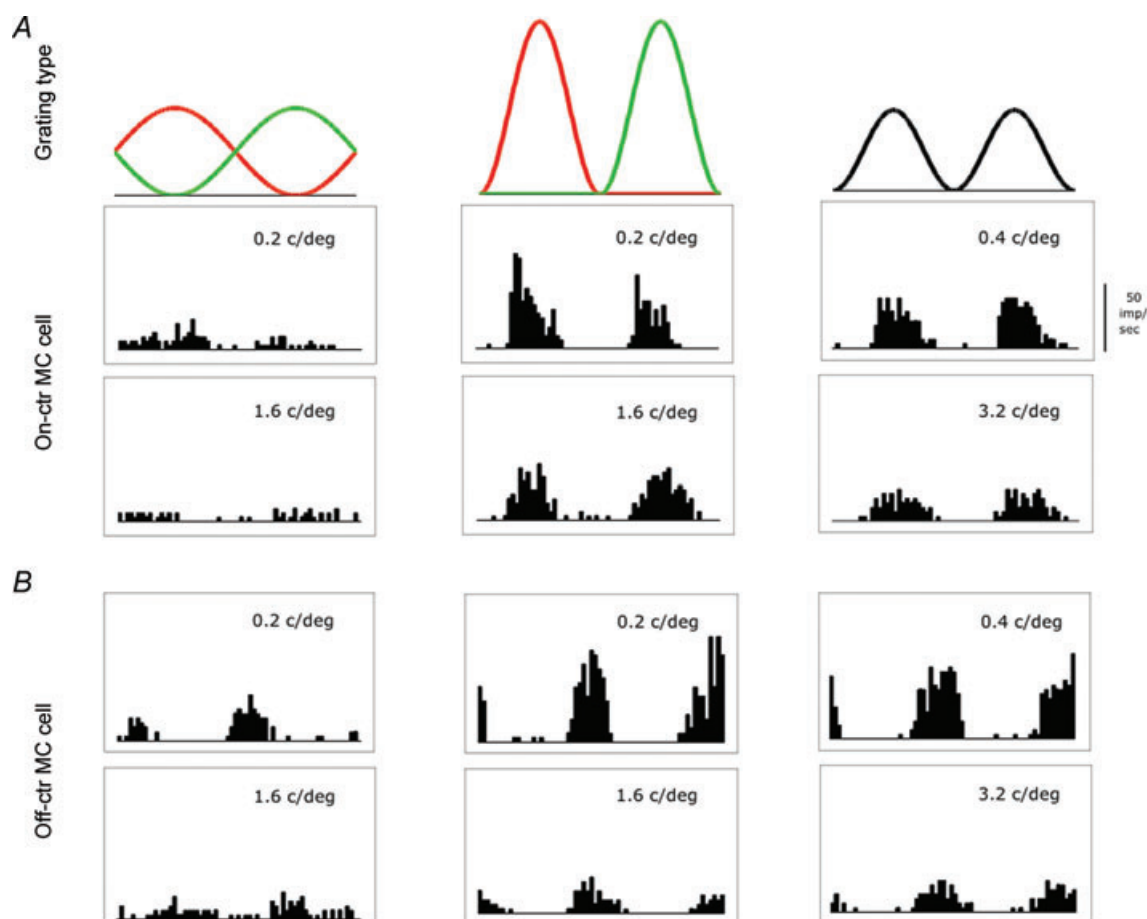 A
Grating type
On-ctr MC cell
0.2 c/deg
0.2 c/deg
0.4 c/deg
50
imp/
sec
1.6 c/deg
1.6 c/deg
3.2 c/deg
B
Off-ctr MC cell
0.2 c/deg
0.2 c/deg
0.4 c/deg
1.6 c/deg
1.6 c/deg
3.2 c/deg